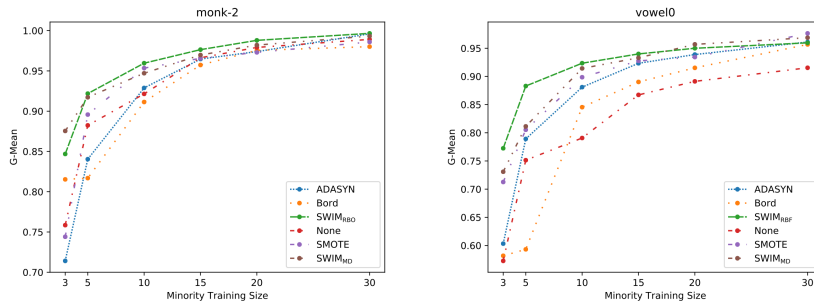 monk-2
1.00
0.95
0.90
0.85
0.80
0.75
0.70
G-Mean
3 5 10 15 20 30
Minority Training Size
ADASYN
Bord
SWIM_RBO
None
SMOTE
SWIM_MD
vowel0
0.95
0.90
0.85
0.80
0.75
0.70
0.65
0.60
G-Mean
3 5 10 15 20 30
Minority Training Size
ADASYN
Bord
SWIM_RBF
None
SMOTE
SWIM_MD